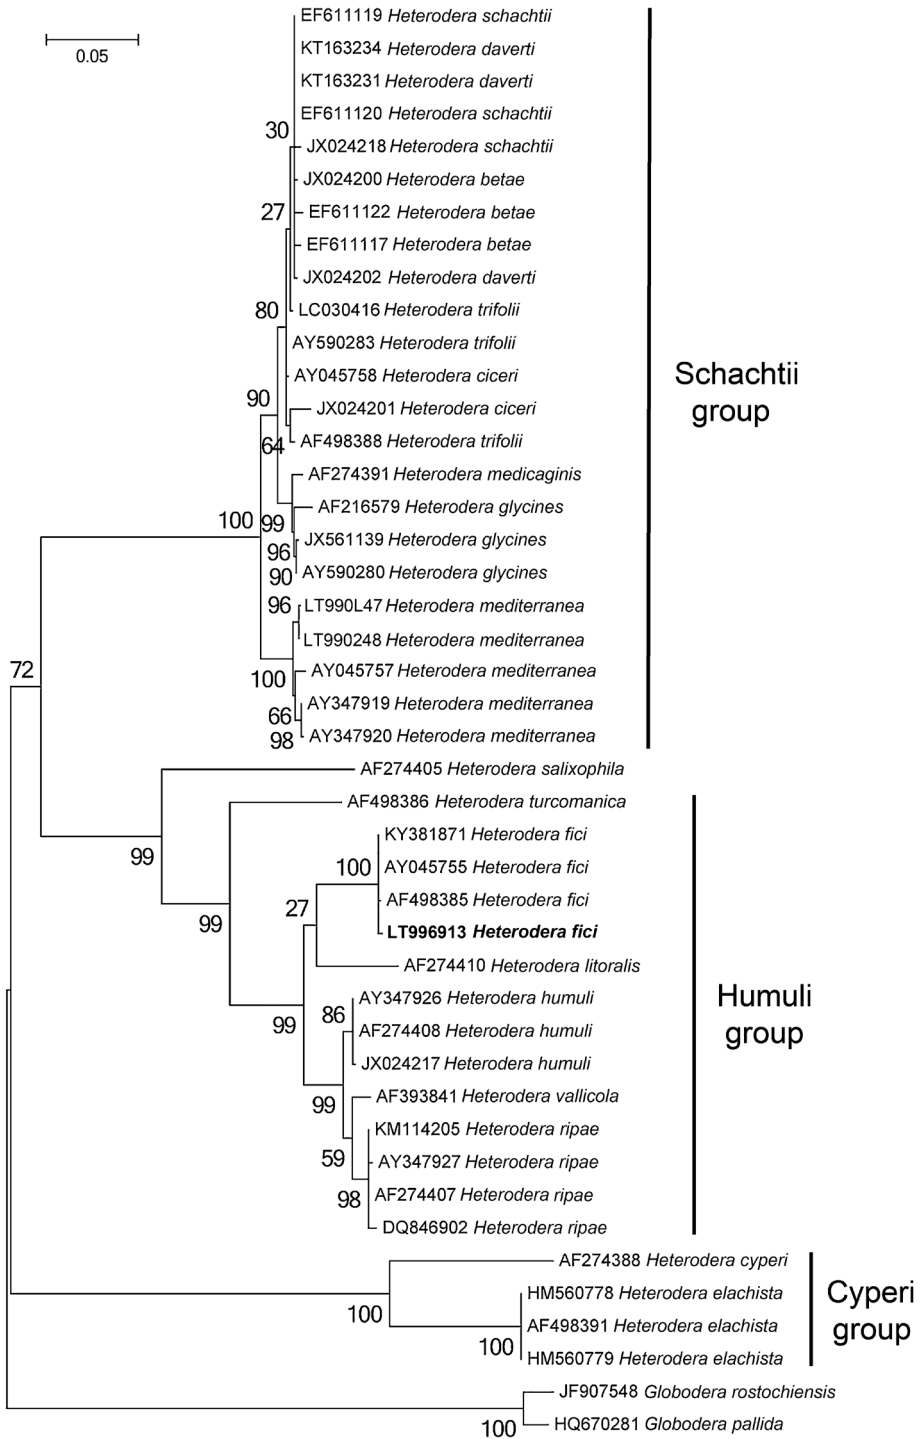 EF611119 Heterodera schachtii
0.05
KT163234 Heterodera daverti
KT163231 Heterodera daverti
EF611120 Heterodera schachtii
30
JX024218 Heterodera schachtii
JX024200 Heterodera betae
27
EF611122 Heterodera betae
EF611117 Heterodera betae
JX024202 Heterodera daverti
80
LC030416 Heterodera trifolii
AY590283 Heterodera trifolii
AY045758 Heterodera ciceri
Schachtii
group
90
JX024201 Heterodera ciceri
64
AF498388 Heterodera trifolii
AF274391 Heterodera medicaginis
AF216579 Heterodera glycines
100
99
JX561139 Heterodera glycines
96
AY590280 Heterodera glycines
90
96
LT990L47 Heterodera mediterranea
LT990248 Heterodera mediterranea
72
AY045757 Heterodera mediterranea
100
AY347919 Heterodera mediterranea
66
AY347920 Heterodera mediterranea
98
AF274405 Heterodera salixophila
AF498386 Heterodera turcomanica
KY381871 Heterodera fici
99
100
AY045755 Heterodera fici
AF498385 Heterodera fici
27
99
LT996913 Heterodera fici
AF274410 Heterodera litoralis
Humuli
group
AY347926 Heterodera humuli
86
99
AF274408 Heterodera humuli
JX024217 Heterodera humuli
AF393841 Heterodera vallicola
99
KM114205 Heterodera ripae
59
AY347927 Heterodera ripae
AF274407 Heterodera ripae
98
DQ846902 Heterodera ripae
AF274388 Heterodera cyperi
HM560778 Heterodera elachista
Cyperi
group
100
AF498391 Heterodera elachista
100
HM560779 Heterodera elachista
JF907548 Globodera rostochiensis
HQ670281 Globodera pallida
100